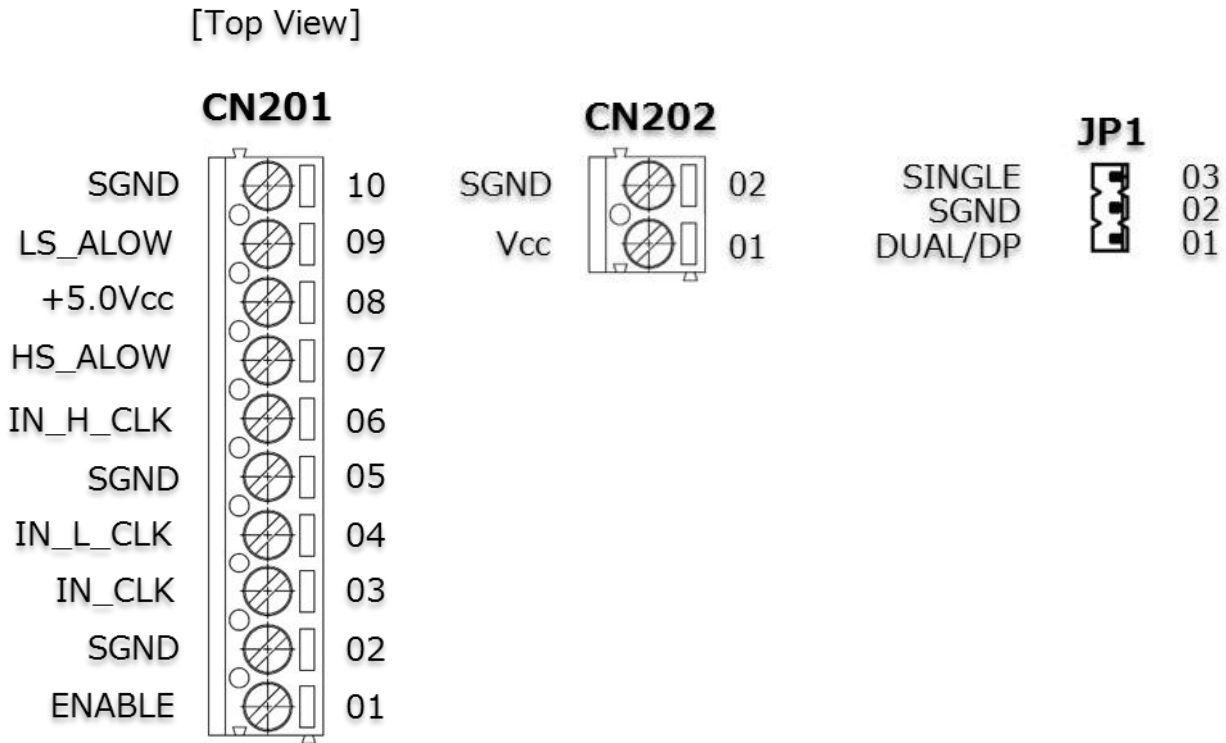 [Top View]
CN201
SGND 10
LS_ALOW 09
+5.0Vcc 08
HS_ALOW 07
IN_H_CLK 06
SGND 05
IN_L_CLK 04
IN_CLK 03
SGND 02
ENABLE 01
CN202
SGND 02
Vcc 01
JP1
SINGLE 03
SGND 02
DUAL/DP 01